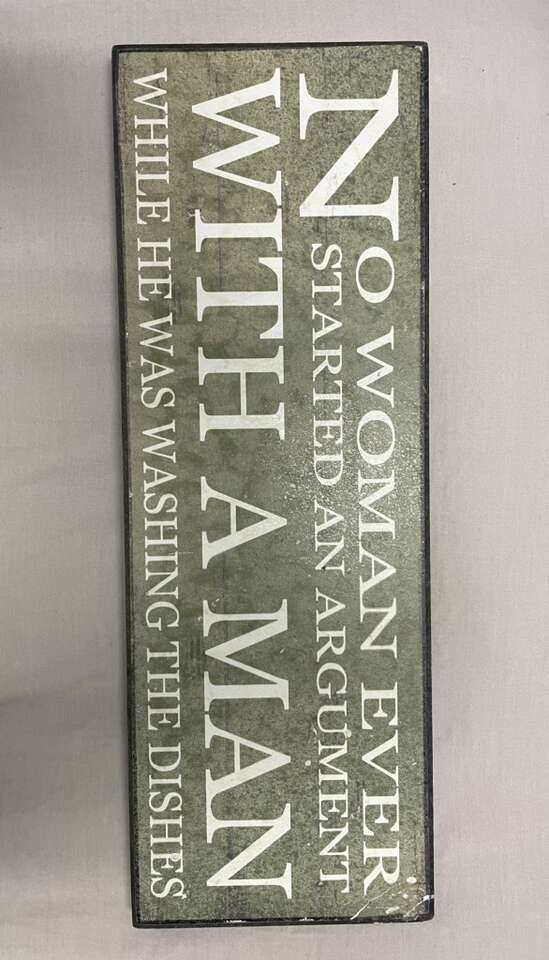 NO WOMAN EVER
STARTED AN ARGUMENT
WITH A MAN
WHILE HE WAS WASHING THE DISHES